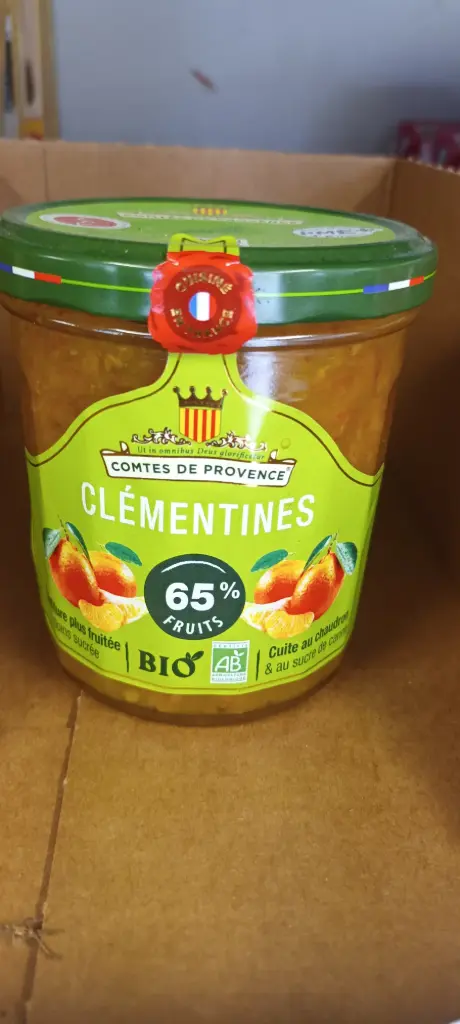 CUISINÉ
EN FRANCE
Ut in omnibus Deus glorificetur
COMTES DE PROVENCE
CLÉMENTINES
65%
FRUITS
plus fruitée
sucrée
BIO
AB
Cuite au chaudron
& au sucre de canne